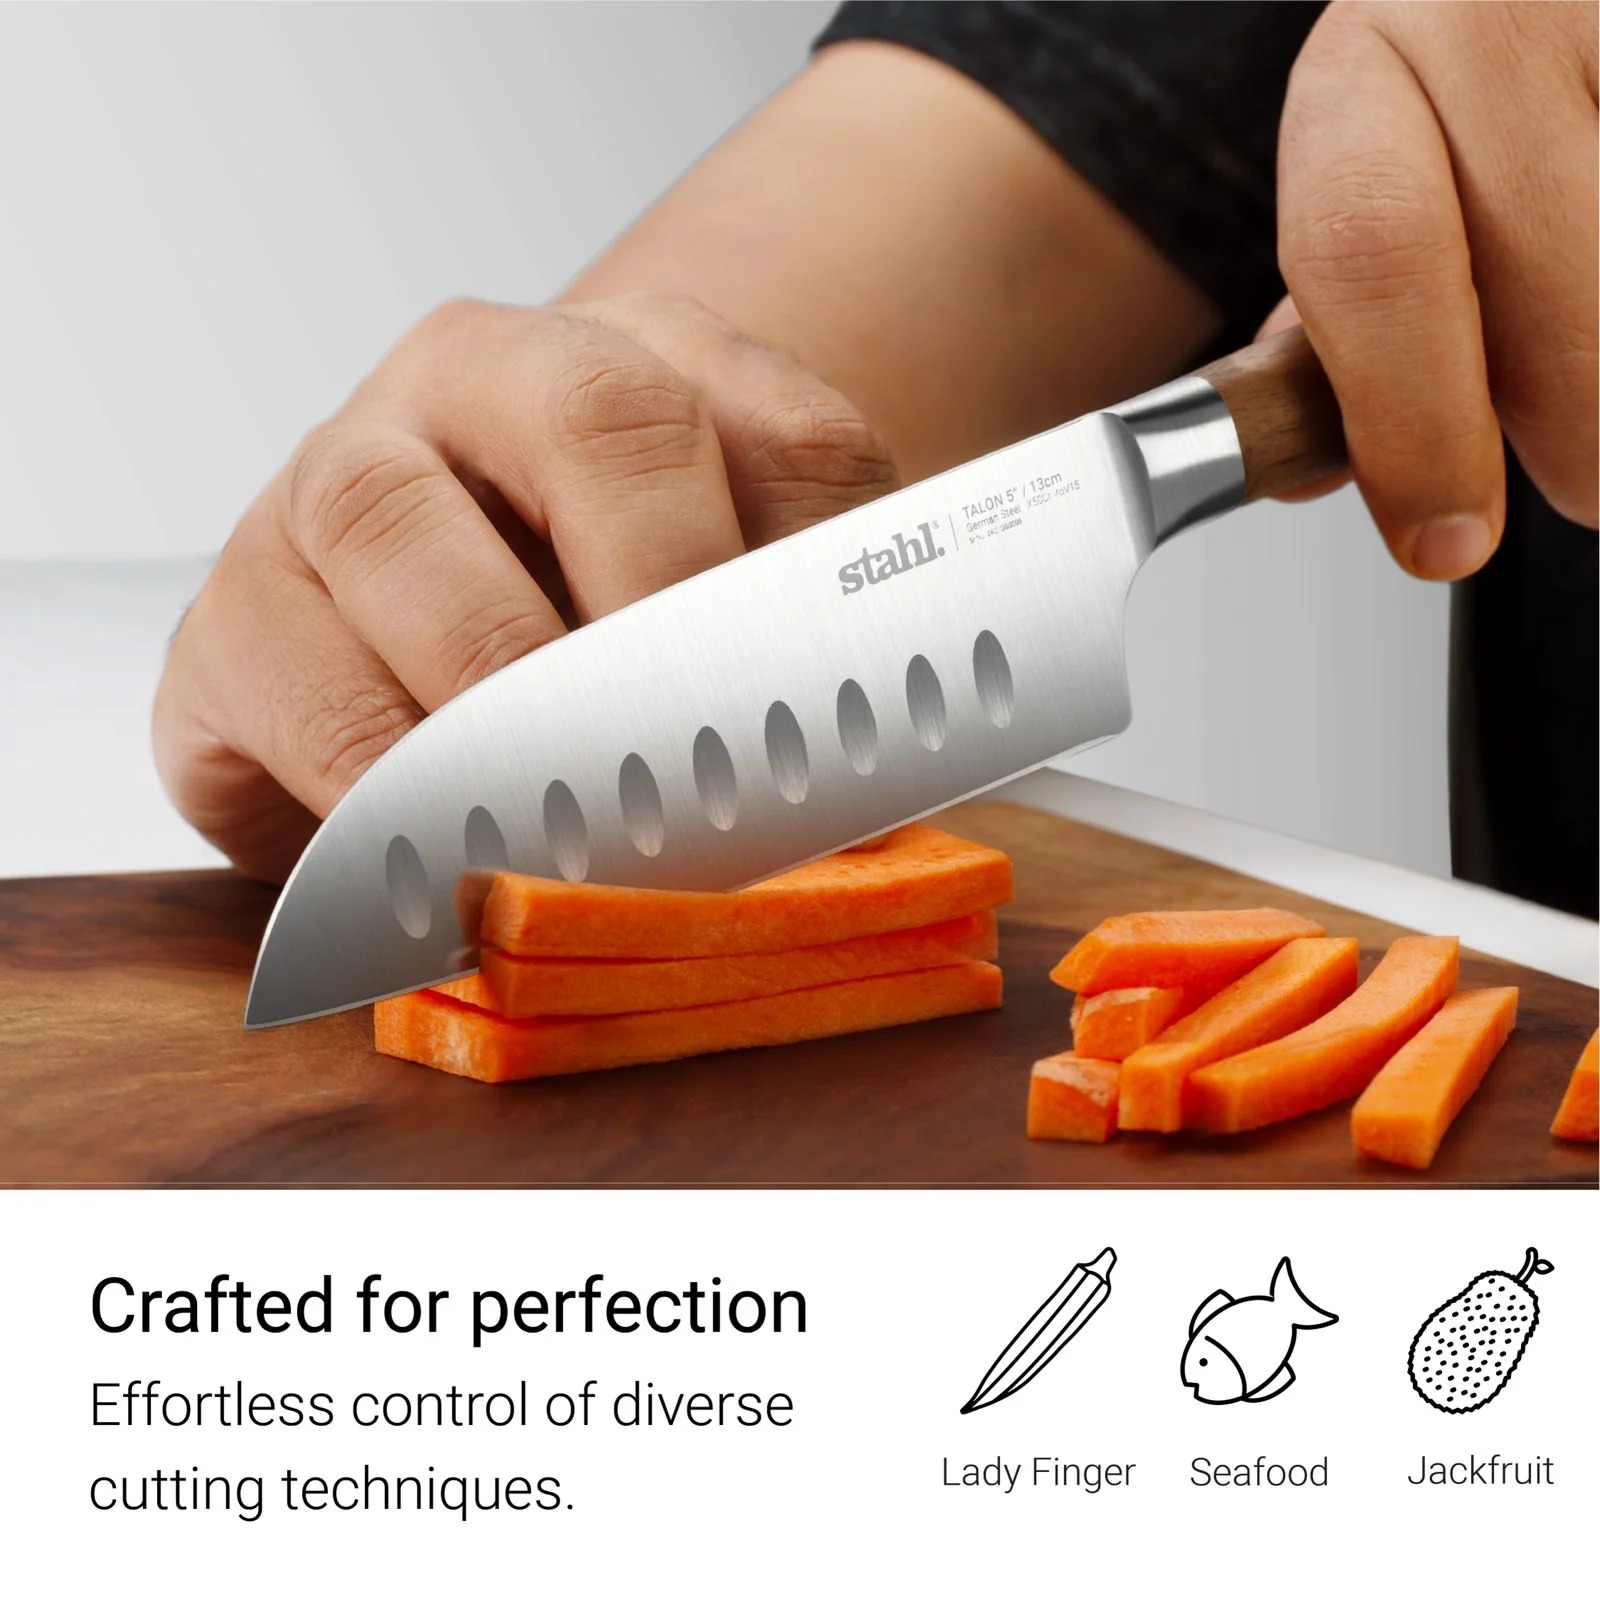 stahl.®
TALON 5" / 13cm
German Steel X50CrMoV15
Crafted for perfection
Effortless control of diverse
cutting techniques.
Lady Finger
Seafood
Jackfruit